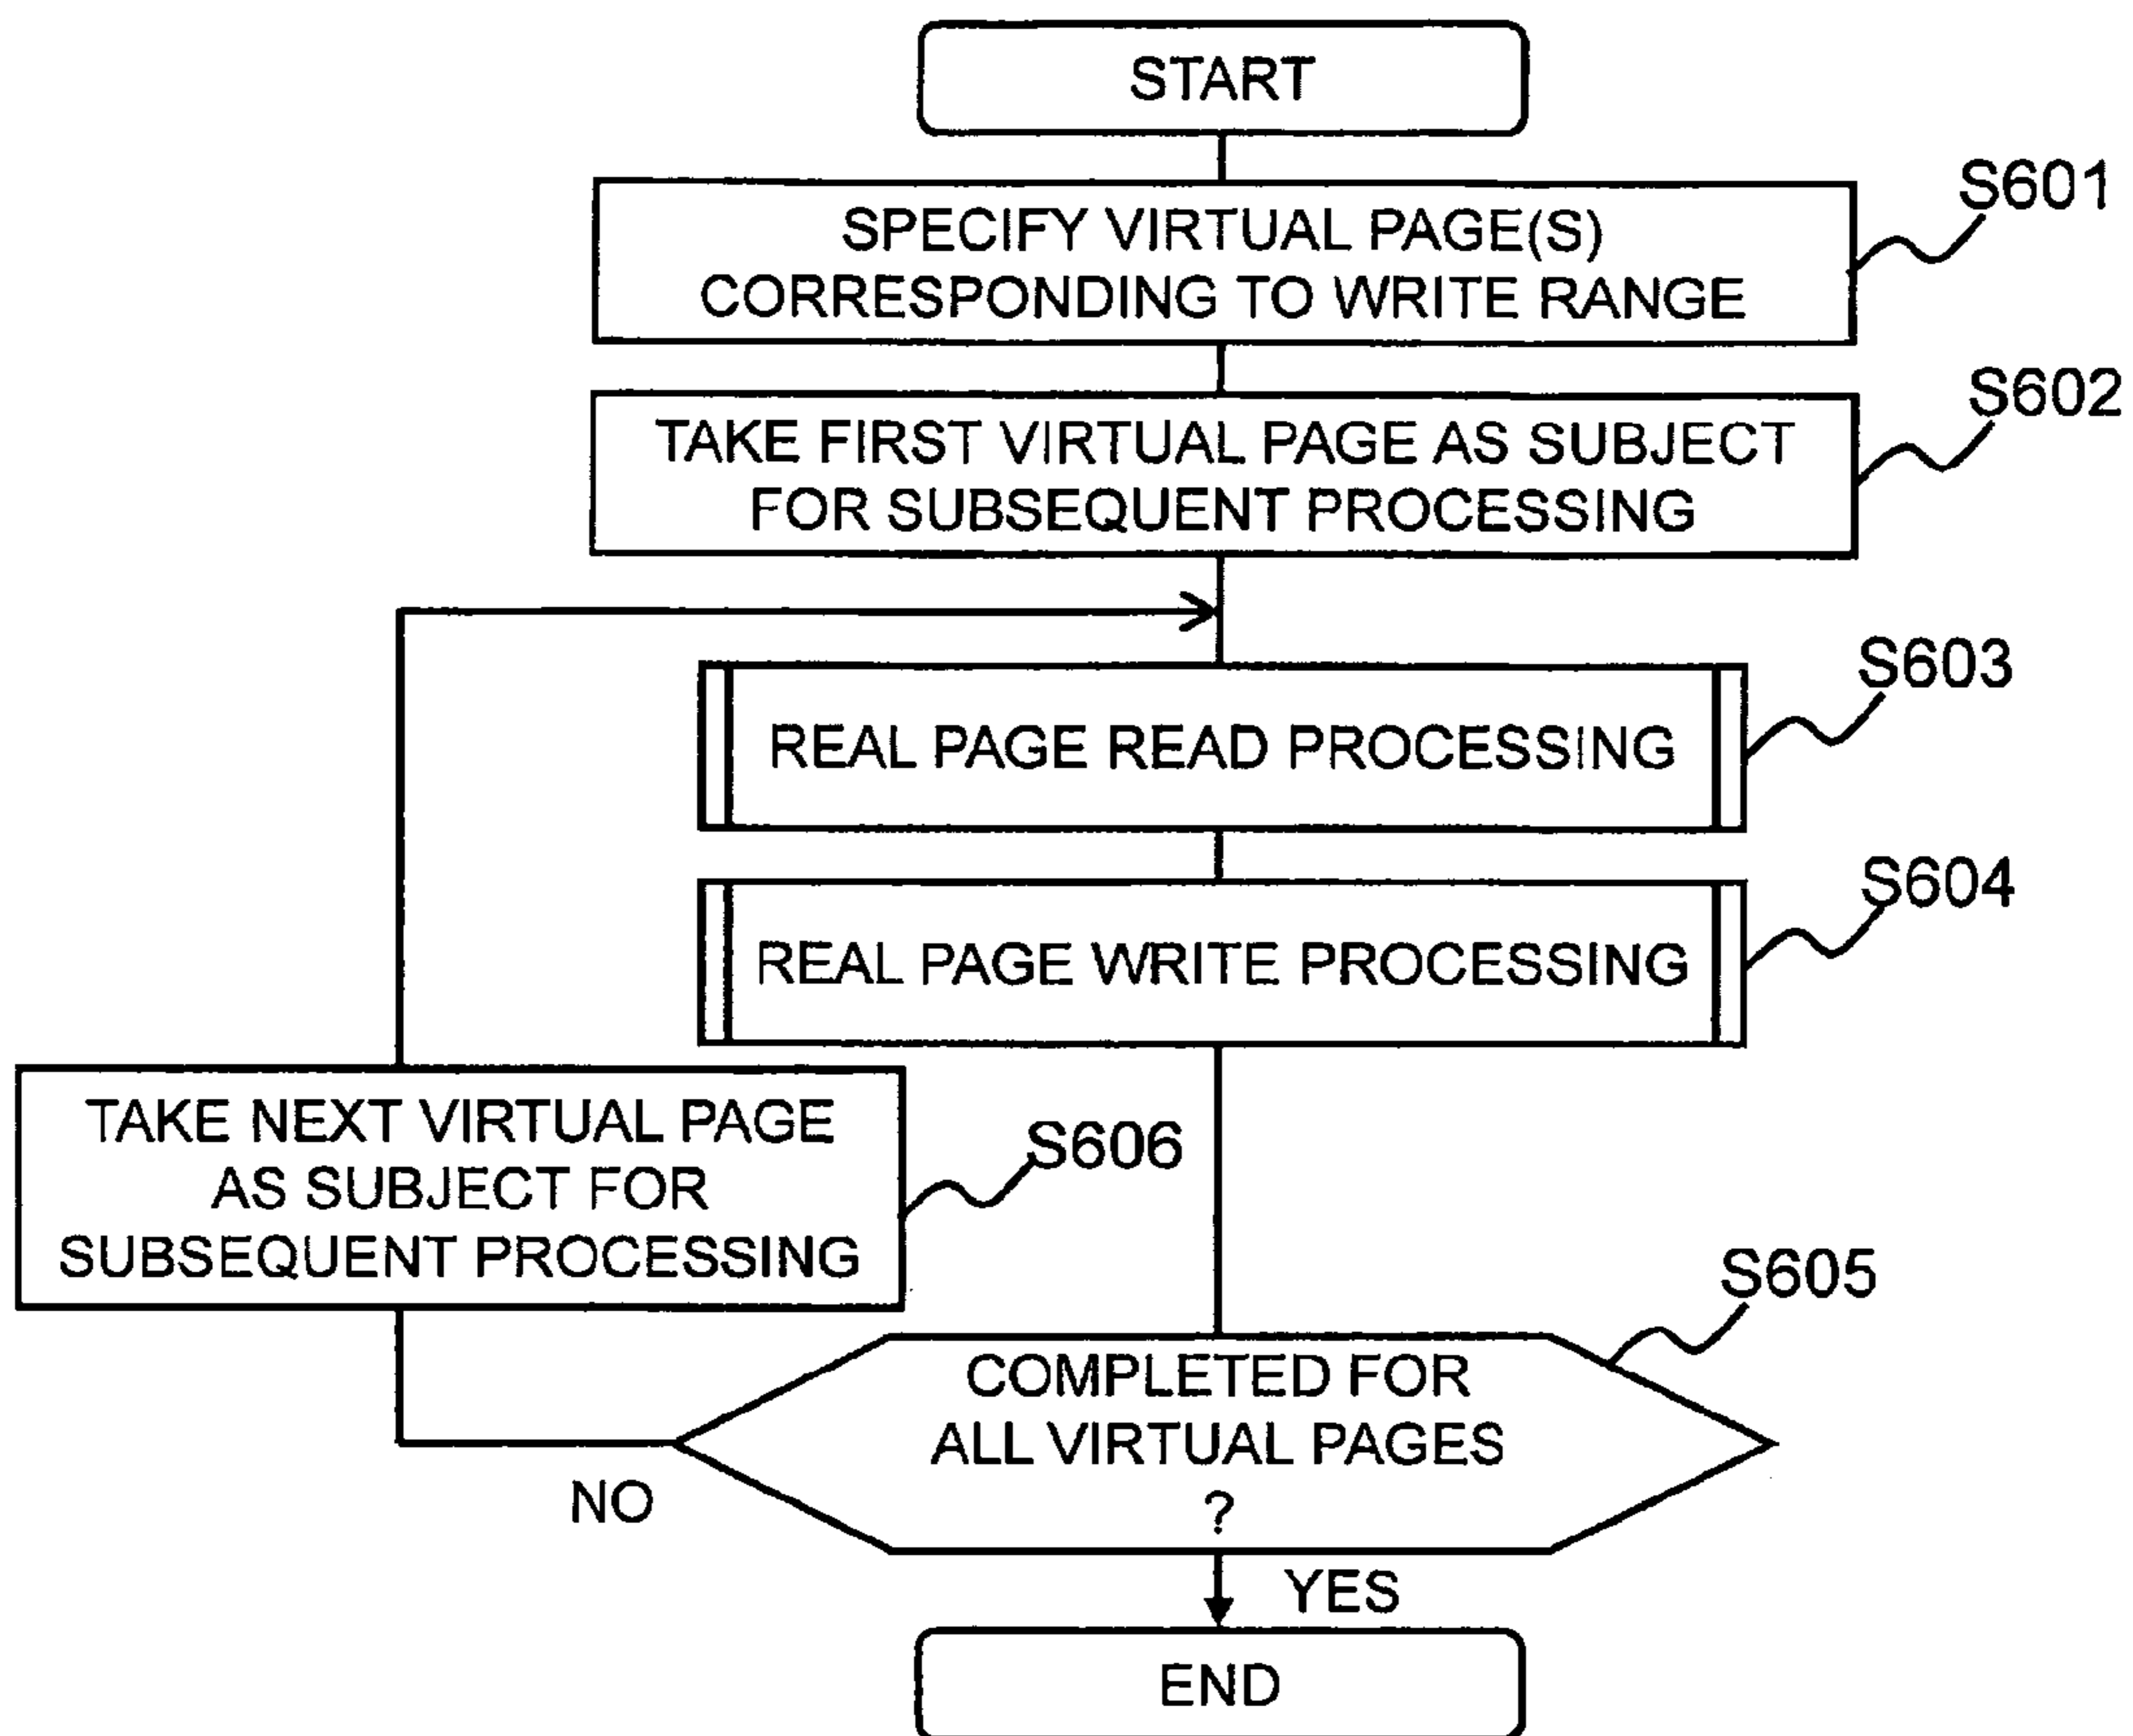 START
S601
SPECIFY VIRTUAL PAGE(S)
CORRESPONDING TO WRITE RANGE
S602
TAKE FIRST VIRTUAL PAGE AS SUBJECT
FOR SUBSEQUENT PROCESSING
S603
REAL PAGE READ PROCESSING
S604
REAL PAGE WRITE PROCESSING
TAKE NEXT VIRTUAL PAGE
AS SUBJECT FOR
SUBSEQUENT PROCESSING
S606
S605
COMPLETED FOR
ALL VIRTUAL PAGES
?
NO
YES
END